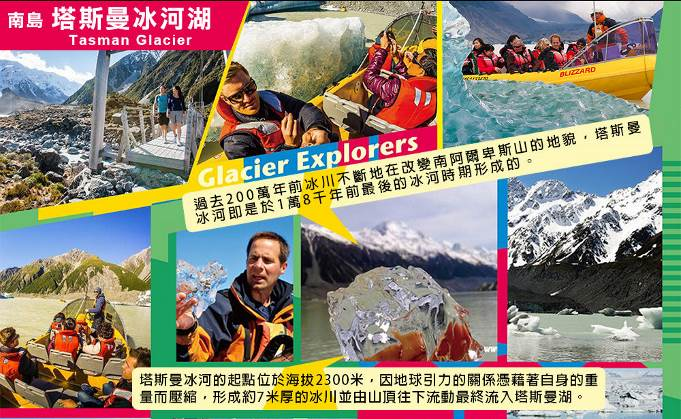 南島 塔斯曼冰河湖
Tasman Glacier
BLIZZARD
Glacier Explorers
過去200萬年前冰川不斷地在改變南阿爾卑斯山的地貌，塔斯曼
冰河即是於1萬8千年前最後的冰河時期形成的。
塔斯曼冰河的起點位於海拔2300米，因地球引力的關係憑藉著自身的重
量而壓縮，形成約7米厚的冰川並由山頂往下流動最終流入塔斯曼湖。